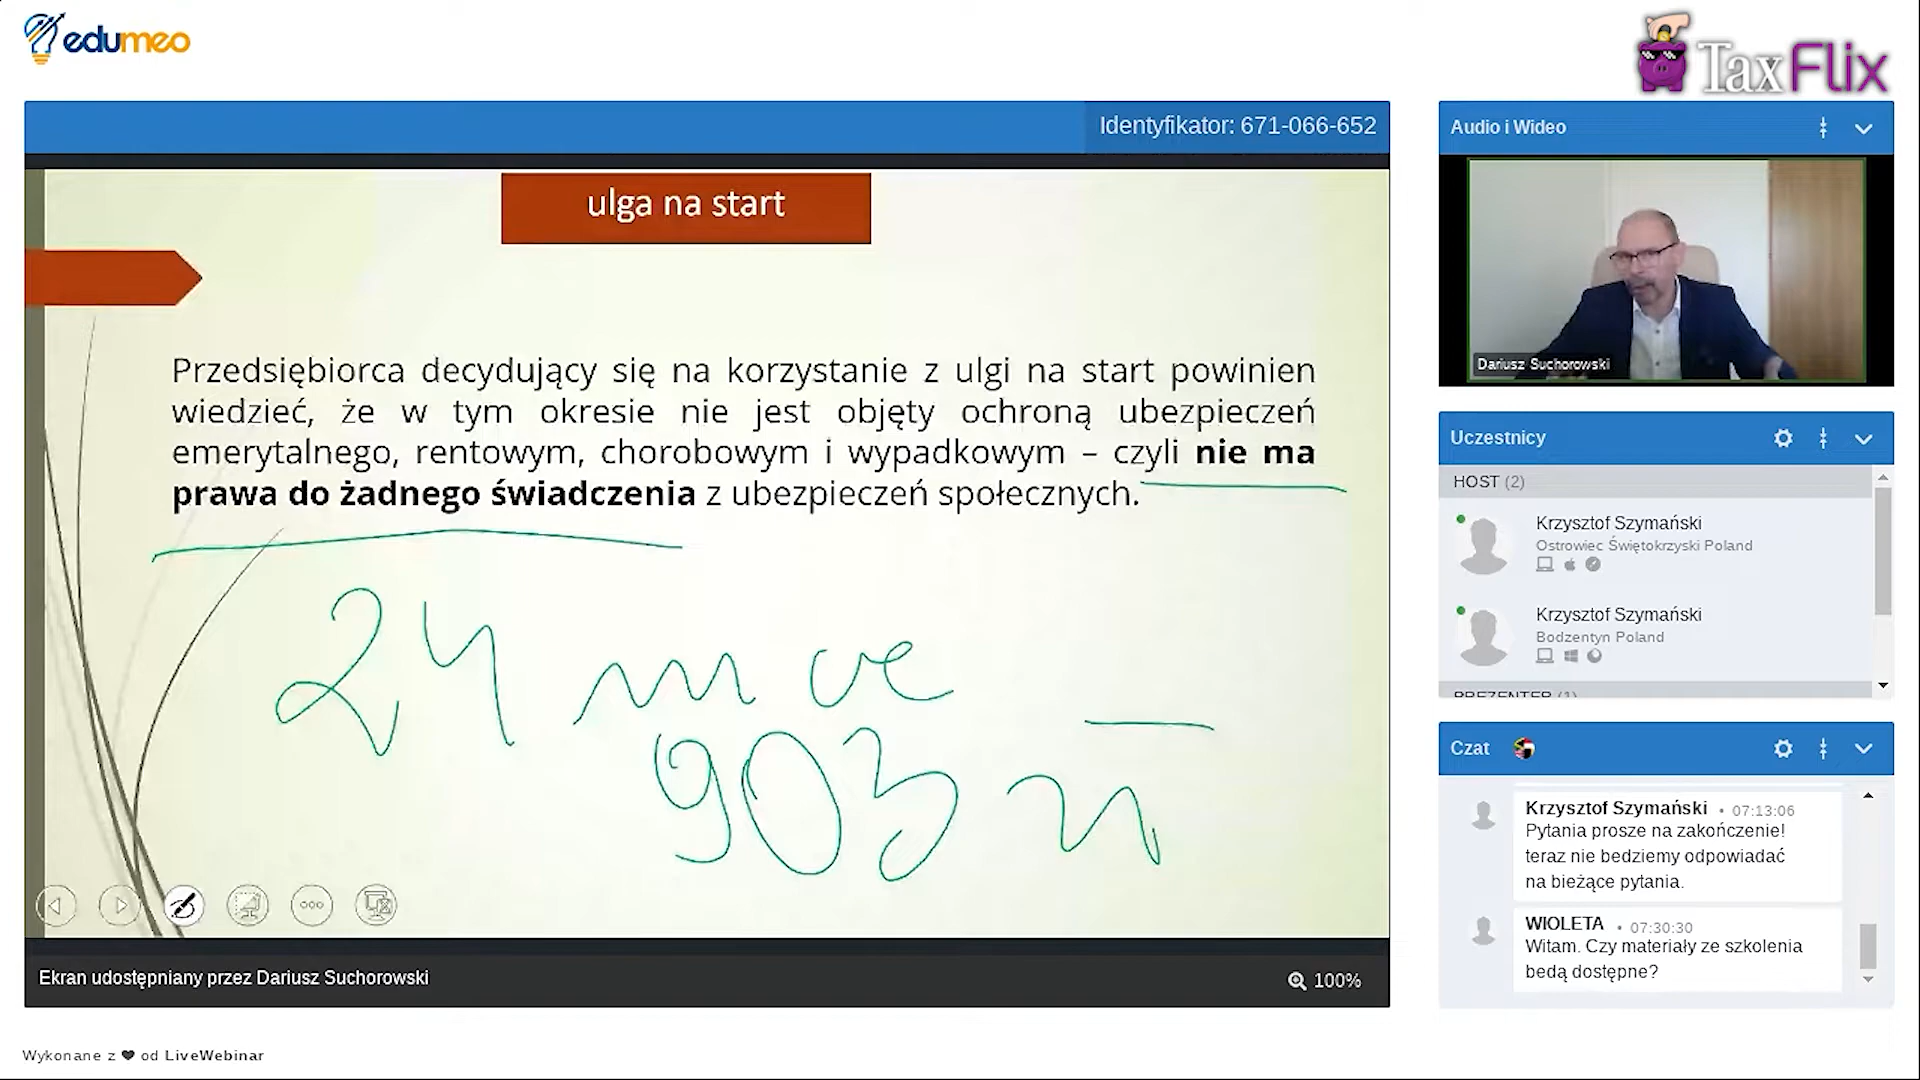 edumeo
TaxFlix
Identyfikator: 671-066-652
ulga na start
Przedsiębiorca decydujący się na korzystanie z ulgi na start powinien
wiedzieć, że w tym okresie nie jest objęty ochroną ubezpieczeń
emerytalnego, rentowym, chorobowym i wypadkowym – czyli nie ma
prawa do żadnego świadczenia z ubezpieczeń społecznych.
24 m ce
903 zł
Ekran udostępniany przez Dariusz Suchorowski
100%
Audio i Wideo
Dariusz Suchorowski
Uczestnicy
HOST (2)
Krzysztof Szymański
Ostrowiec Świętokrzyski Poland
Krzysztof Szymański
Bodzentyn Poland
PREZENTER (1)
Czat
Krzysztof Szymański • 07:13:06
Pytania prosze na zakończenie!
teraz nie bedziemy odpowiadać
na bieżące pytania.
WIOLETA • 07:30:30
Witam. Czy materiały ze szkolenia
bedą dostępne?
Wykonane z ❤ od LiveWebinar